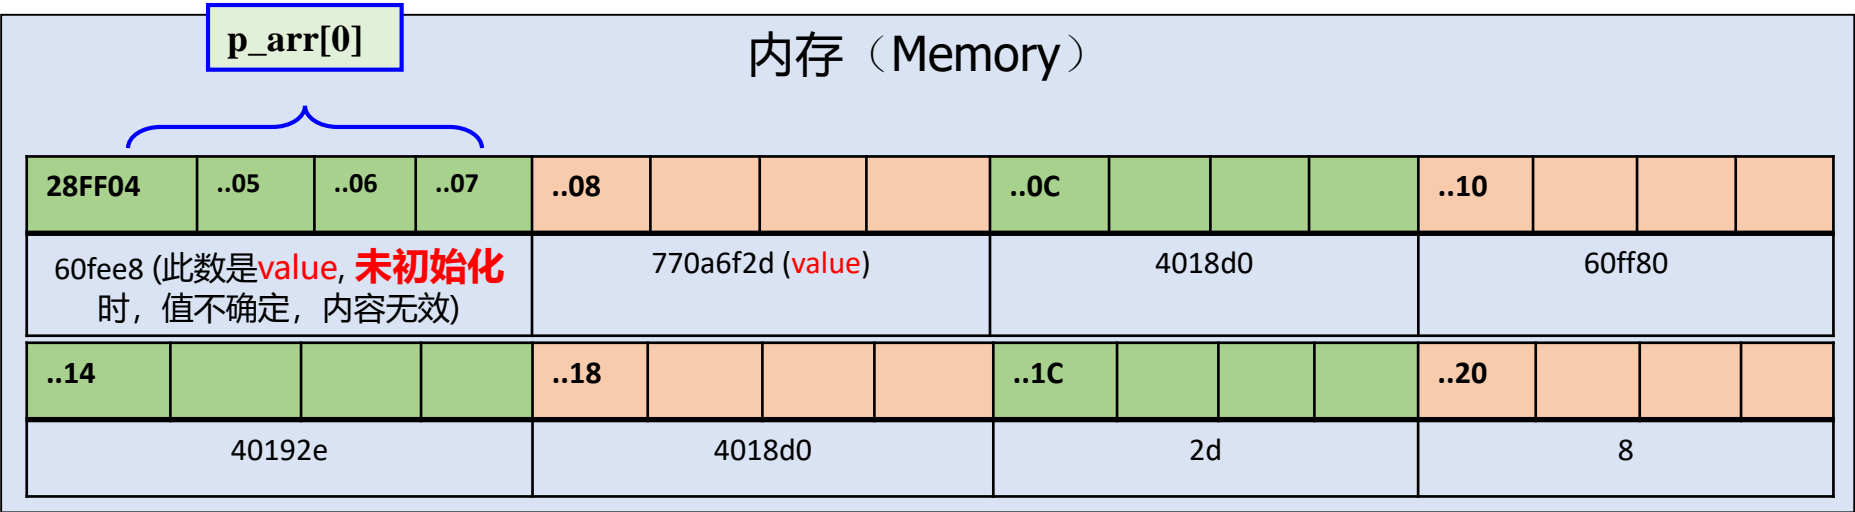 p_arr[0]
内存（Memory）
28FF04 ..05 ..06 ..07 ..08 ..0C ..10
60fee8 (此数是value, 未初始化
时，值不确定，内容无效)
770a6f2d (value)
4018d0
60ff80
..14 ..18 ..1C ..20
40192e
4018d0
2d
8